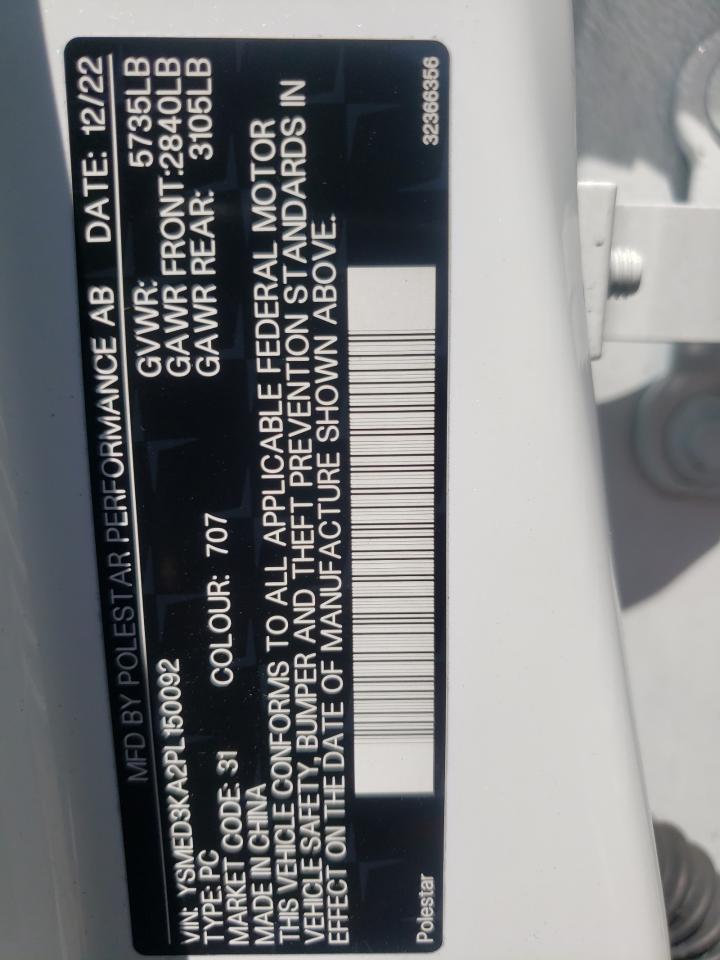 MFD BY POLESTAR PERFORMANCE AB DATE: 12/22
VIN: YSMED3KA2PL150092 GVWR: 5735LB
TYPE: PC GAWR FRONT: 2840LB
MARKET CODE: 31 COLOUR: 707 GAWR REAR: 3105LB
MADE IN CHINA
THIS VEHICLE CONFORMS TO ALL APPLICABLE FEDERAL MOTOR
VEHICLE SAFETY, BUMPER AND THEFT PREVENTION STANDARDS IN
EFFECT ON THE DATE OF MANUFACTURE SHOWN ABOVE.
Polestar 32366356